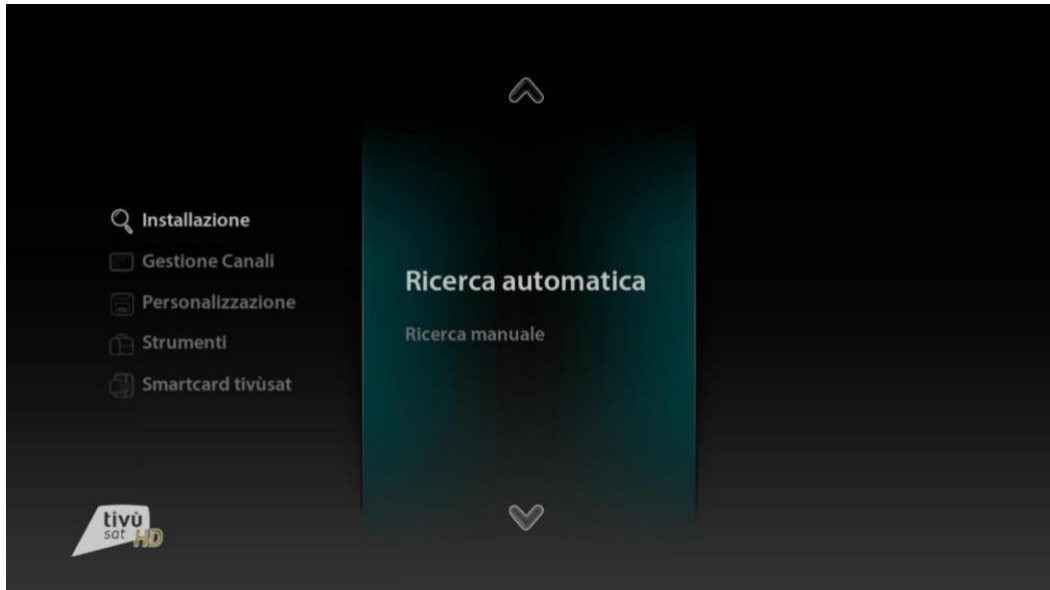 Installazione
Gestione Canali
Personalizzazione
Strumenti
Smartcard tivùsat
Ricerca automatica
Ricerca manuale
tivù
sat HD